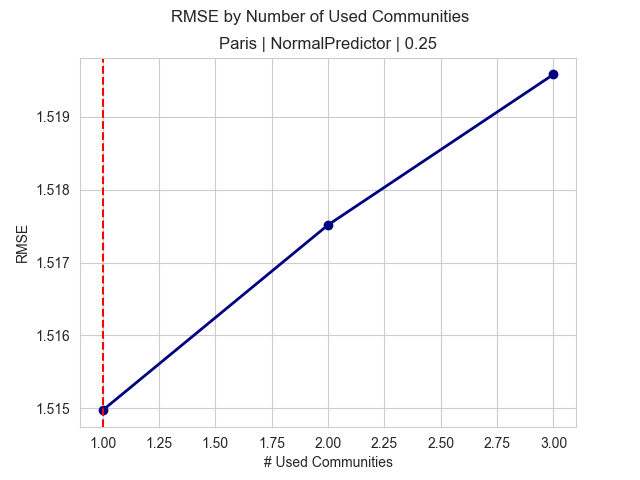 RMSE by Number of Used Communities
Paris | NormalPredictor | 0.25
1.519
1.518
1.517
1.516
1.515
RMSE
1.00 1.25 1.50 1.75 2.00 2.25 2.50 2.75 3.00
# Used Communities